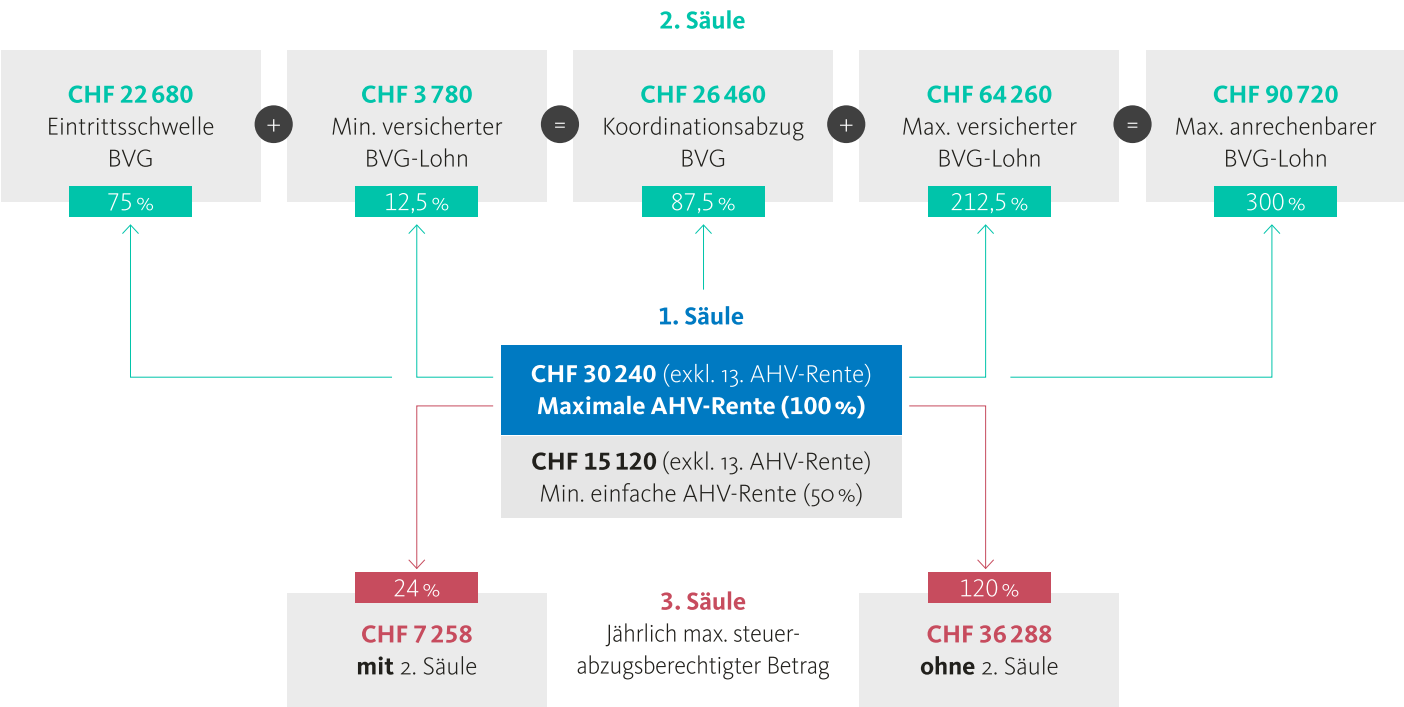 2. Säule
CHF 22 680
Eintrittsschwelle
BVG
75 %
+
CHF 3 780
Min. versicherter
BVG-Lohn
12,5 %
=
CHF 26 460
Koordinationsabzug
BVG
87,5 %
+
CHF 64 260
Max. versicherter
BVG-Lohn
212,5 %
=
CHF 90 720
Max. anrechenbarer
BVG-Lohn
300 %
1. Säule
CHF 30 240 (exkl. 13. AHV-Rente)
Maximale AHV-Rente (100 %)
CHF 15 120 (exkl. 13. AHV-Rente)
Min. einfache AHV-Rente (50 %)
24 %
CHF 7 258
mit 2. Säule
3. Säule
Jährlich max. steuer-
abzugsberechtigter Betrag
120 %
CHF 36 288
ohne 2. Säule